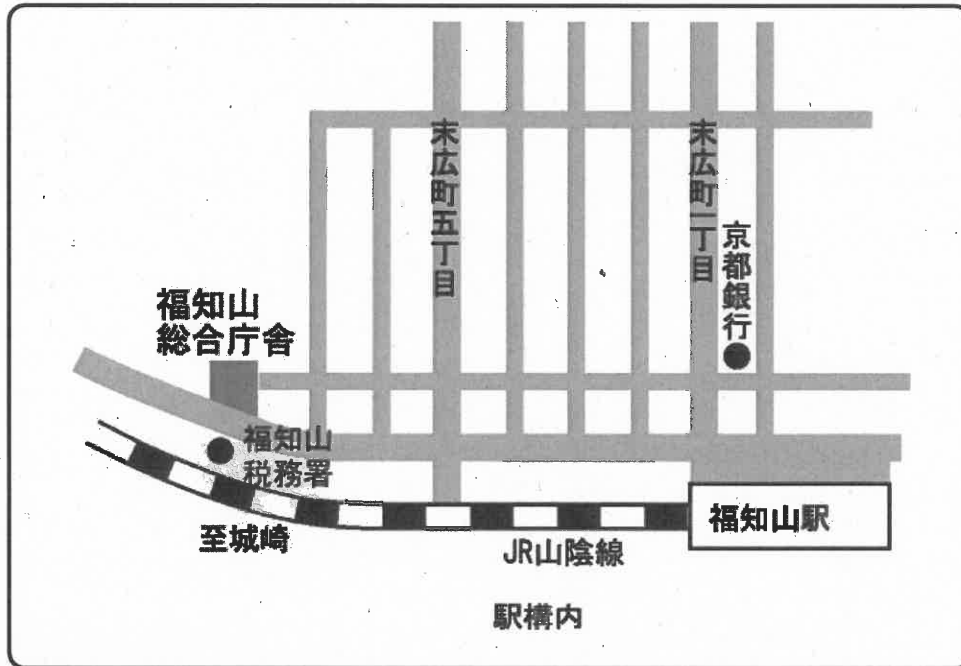 末広町五丁目
末広町一丁目
京都銀行
福知山
総合庁舎
福知山
税務署
福知山駅
至城崎
JR山陰線
駅構内